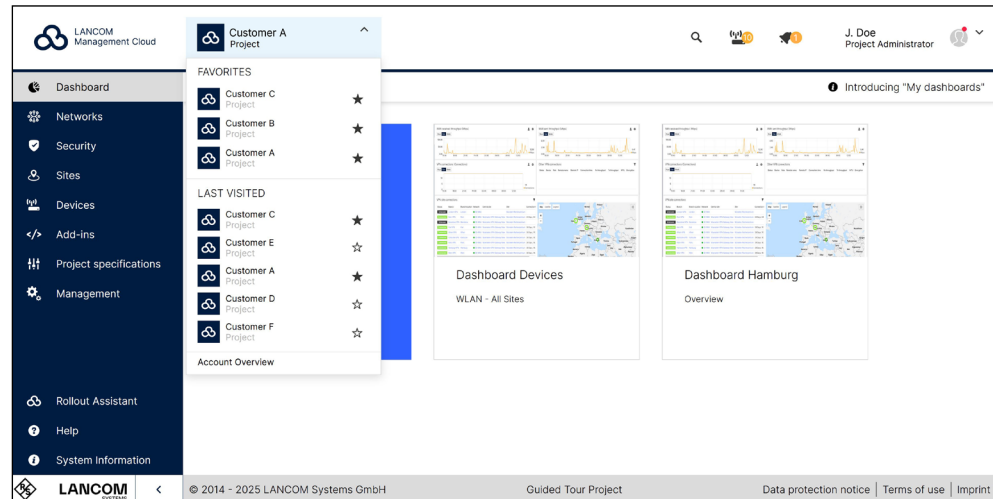 LANCOM
Management Cloud
Customer A
Project
10
1
J. Doe
Project Administrator
Dashboard
Networks
Security
Sites
Devices
Add-ins
Project specifications
Management
Rollout Assistant
Help
System Information
FAVORITES
Customer C
Project
Customer B
Project
Customer A
Project
LAST VISITED
Customer C
Project
Customer E
Project
Customer A
Project
Customer D
Project
Customer F
Project
Account Overview
Introducing "My dashboards"
Dashboard Devices
WLAN - All Sites
Dashboard Hamburg
Overview
LANCOM
SYSTEMS
© 2014 - 2025 LANCOM Systems GmbH
Guided Tour Project
Data protection notice | Terms of use | Imprint